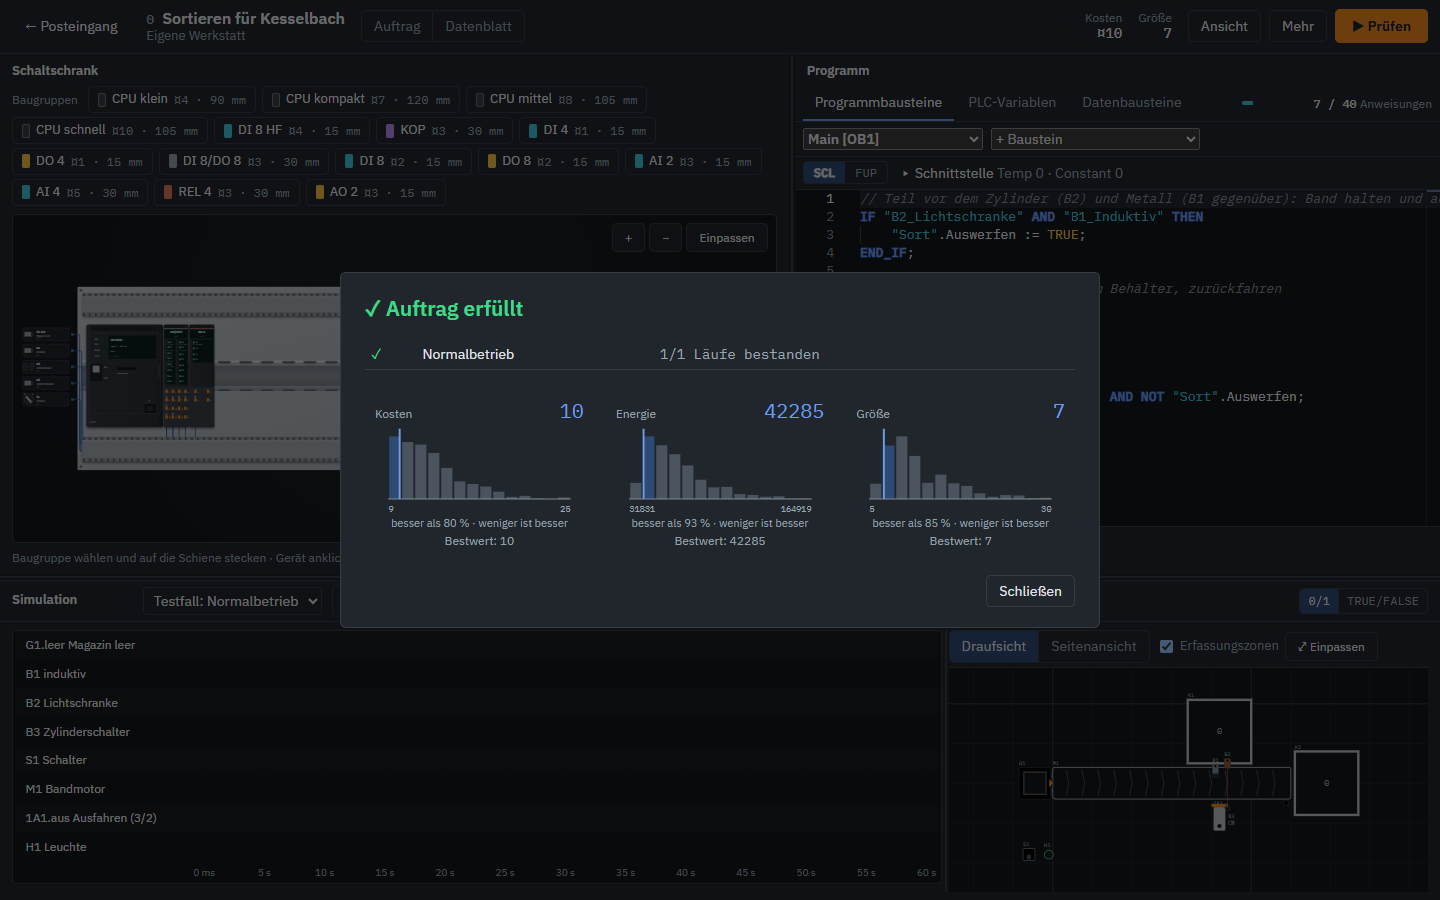 ← Posteingang
0 Sortieren für Kesselbach
Eigene Werkstatt
Auftrag
Datenblatt
Kosten
¤10
Größe
7
Ansicht
Mehr
▶ Prüfen
Schaltschrank
Baugruppen
CPU klein ¤4 · 90 mm
CPU kompakt ¤7 · 120 mm
CPU mittel ¤8 · 105 mm
CPU schnell ¤10 · 105 mm
DI 8 HF ¤4 · 15 mm
KOP ¤3 · 30 mm
DI 4 ¤1 · 15 mm
DO 4 ¤1 · 15 mm
DI 8/DO 8 ¤3 · 30 mm
DI 8 ¤2 · 15 mm
DO 8 ¤2 · 15 mm
AI 2 ¤3 · 15 mm
AI 4 ¤5 · 30 mm
REL 4 ¤3 · 30 mm
AO 2 ¤3 · 15 mm
+
−
Einpassen
Baugruppe wählen und auf die Schiene stecken · Gerät anklic
Programm
Programmbausteine
PLC-Variablen
Datenbausteine
7 / 40 Anweisungen
Main [OB1]
+ Baustein
SCL
FUP
▸ Schnittstelle Temp 0 · Constant 0
1 // Teil vor dem Zylinder (B2) und Metall (B1 gegenüber): Band halten und a
2 IF "B2_Lichtschranke" AND "B1_Induktiv" THEN
3 "Sort".Auswerfen := TRUE;
4 END_IF;
5
Behälter, zurückfahren
AND NOT "Sort".Auswerfen;
✓ Auftrag erfüllt
✓ Normalbetrieb 1/1 Läufe bestanden
Kosten 10
9 25
besser als 80 % · weniger ist besser
Bestwert: 10
Energie 42285
31831 164919
besser als 93 % · weniger ist besser
Bestwert: 42285
Größe 7
5 30
besser als 85 % · weniger ist besser
Bestwert: 7
Schließen
Simulation
Testfall: Normalbetrieb
0/1
TRUE/FALSE
G1.leer Magazin leer
B1 induktiv
B2 Lichtschranke
B3 Zylinderschalter
S1 Schalter
M1 Bandmotor
1A1.aus Ausfahren (3/2)
H1 Leuchte
0 ms 5 s 10 s 15 s 20 s 25 s 30 s 35 s 40 s 45 s 50 s 55 s 60 s
Draufsicht
Seitenansicht
Erfassungszonen
⤢ Einpassen
0
0